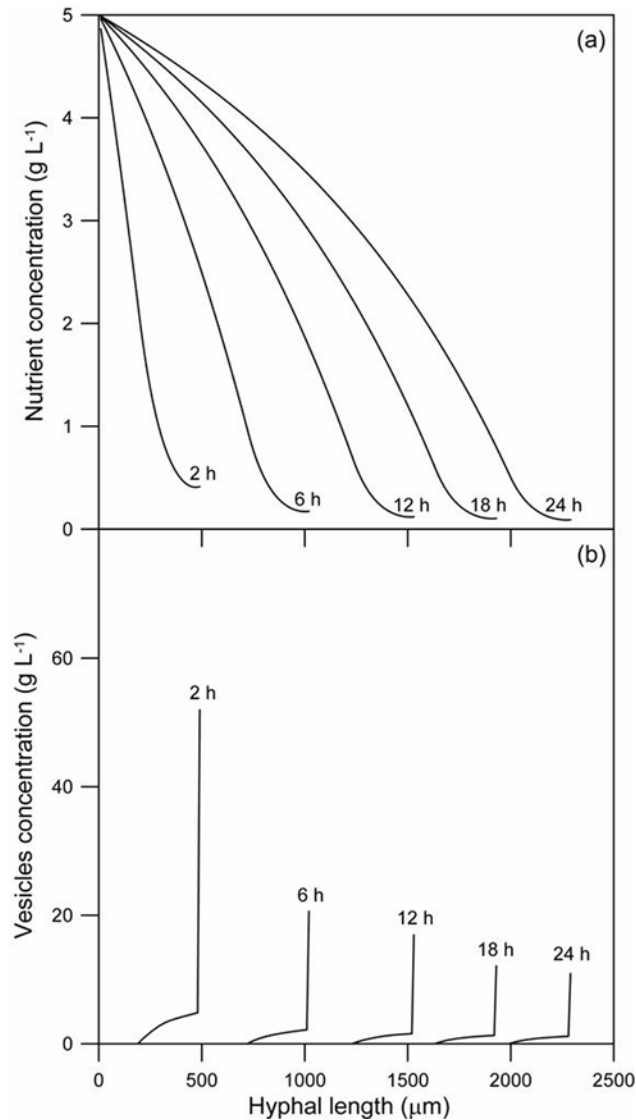 (a)
5
4
3
2
1
0
Nutrient concentration (g L⁻¹)
2 h
6 h
12 h
18 h
24 h
(b)
60
40
20
0
Vesicles concentration (g L⁻¹)
2 h
6 h
12 h
18 h
24 h
0 500 1000 1500 2000 2500
Hyphal length (µm)